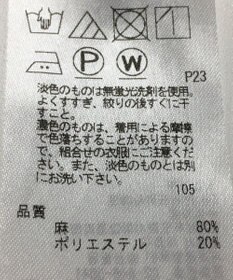 P W
P23
淡色のものは無蛍光洗剤を使用。
よくすすぎ、絞りの後すぐに干
すこと。
濃色のものは、着用による摩擦
で色落ちすることがありますの
で、組合せの衣服にご注意くだ
さい。また、淡色のものとは別
にお洗い下さい。
105
品質
麻 80%
ポリエステル 20%